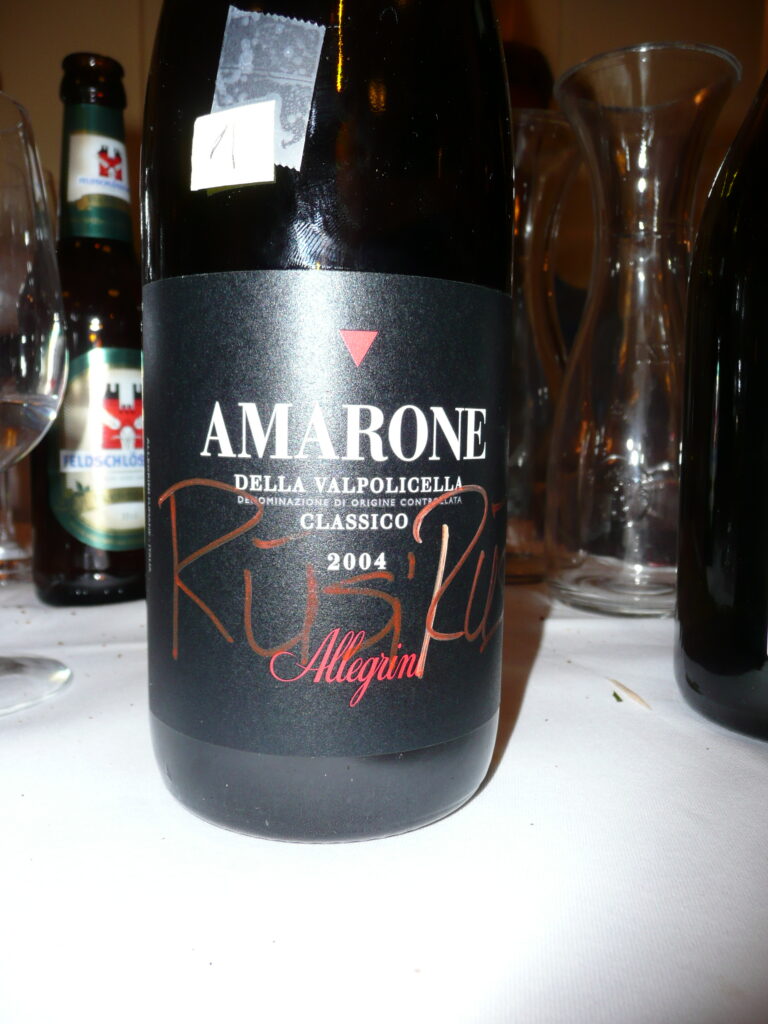 1
FELDSCHLÖS
AMARONE
DELLA VALPOLICELLA
DENOMINAZIONE DI ORIGINE CONTROLLATA
CLASSICO
2004
Allegrini